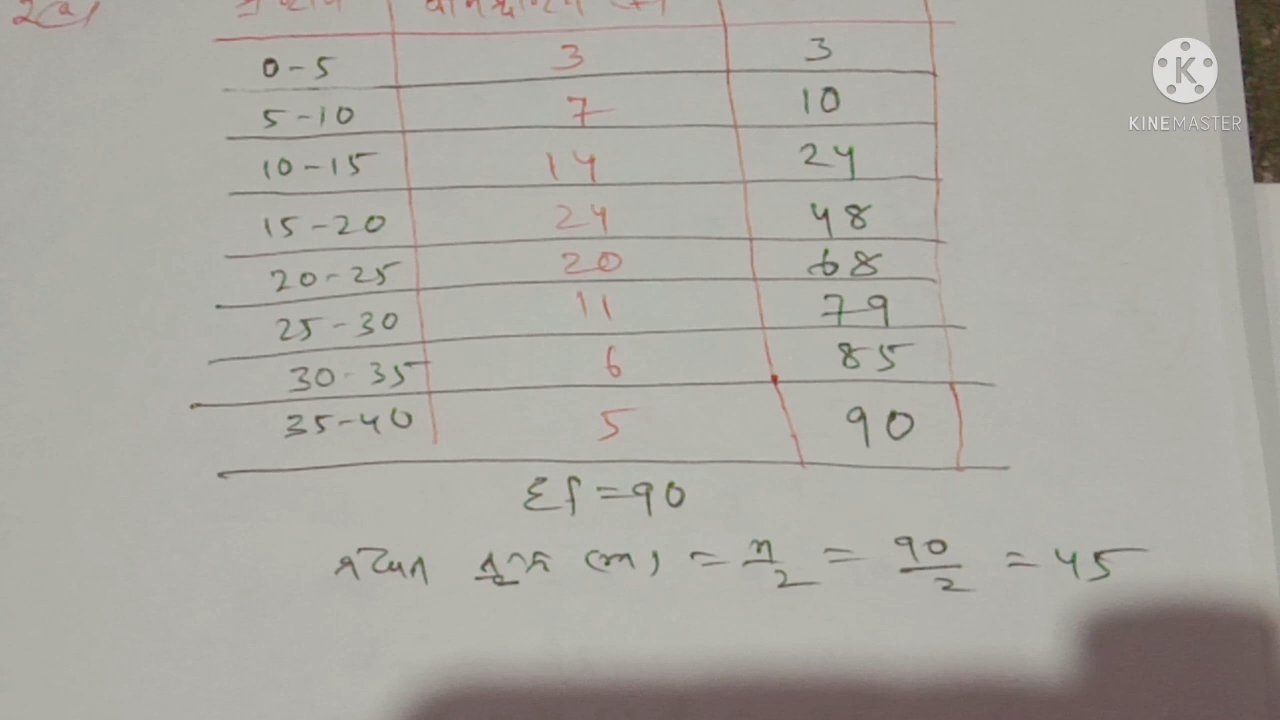 2(a)
0-5 3 3
5-10 7 10
10-15 14 24
15-20 24 48
20-25 20 68
25-30 11 79
30-35 6 85
35-40 5 90
Σf = 90
(m) = n/2 = 90/2 = 45
KINEMASTER